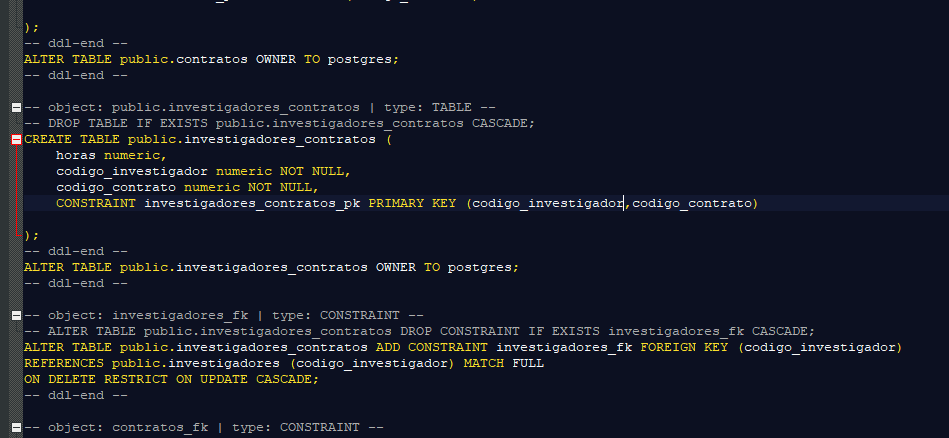 );
-- ddl-end --
ALTER TABLE public.contratos OWNER TO postgres;
-- ddl-end --
-- object: public.investigadores_contratos | type: TABLE --
-- DROP TABLE IF EXISTS public.investigadores_contratos CASCADE;
CREATE TABLE public.investigadores_contratos (
horas numeric,
codigo_investigador numeric NOT NULL,
codigo_contrato numeric NOT NULL,
CONSTRAINT investigadores_contratos_pk PRIMARY KEY (codigo_investigador,codigo_contrato)
);
-- ddl-end --
ALTER TABLE public.investigadores_contratos OWNER TO postgres;
-- ddl-end --
-- object: investigadores_fk | type: CONSTRAINT --
-- ALTER TABLE public.investigadores_contratos DROP CONSTRAINT IF EXISTS investigadores_fk CASCADE;
ALTER TABLE public.investigadores_contratos ADD CONSTRAINT investigadores_fk FOREIGN KEY (codigo_investigador)
REFERENCES public.investigadores (codigo_investigador) MATCH FULL
ON DELETE RESTRICT ON UPDATE CASCADE;
-- ddl-end --
-- object: contratos_fk | type: CONSTRAINT --